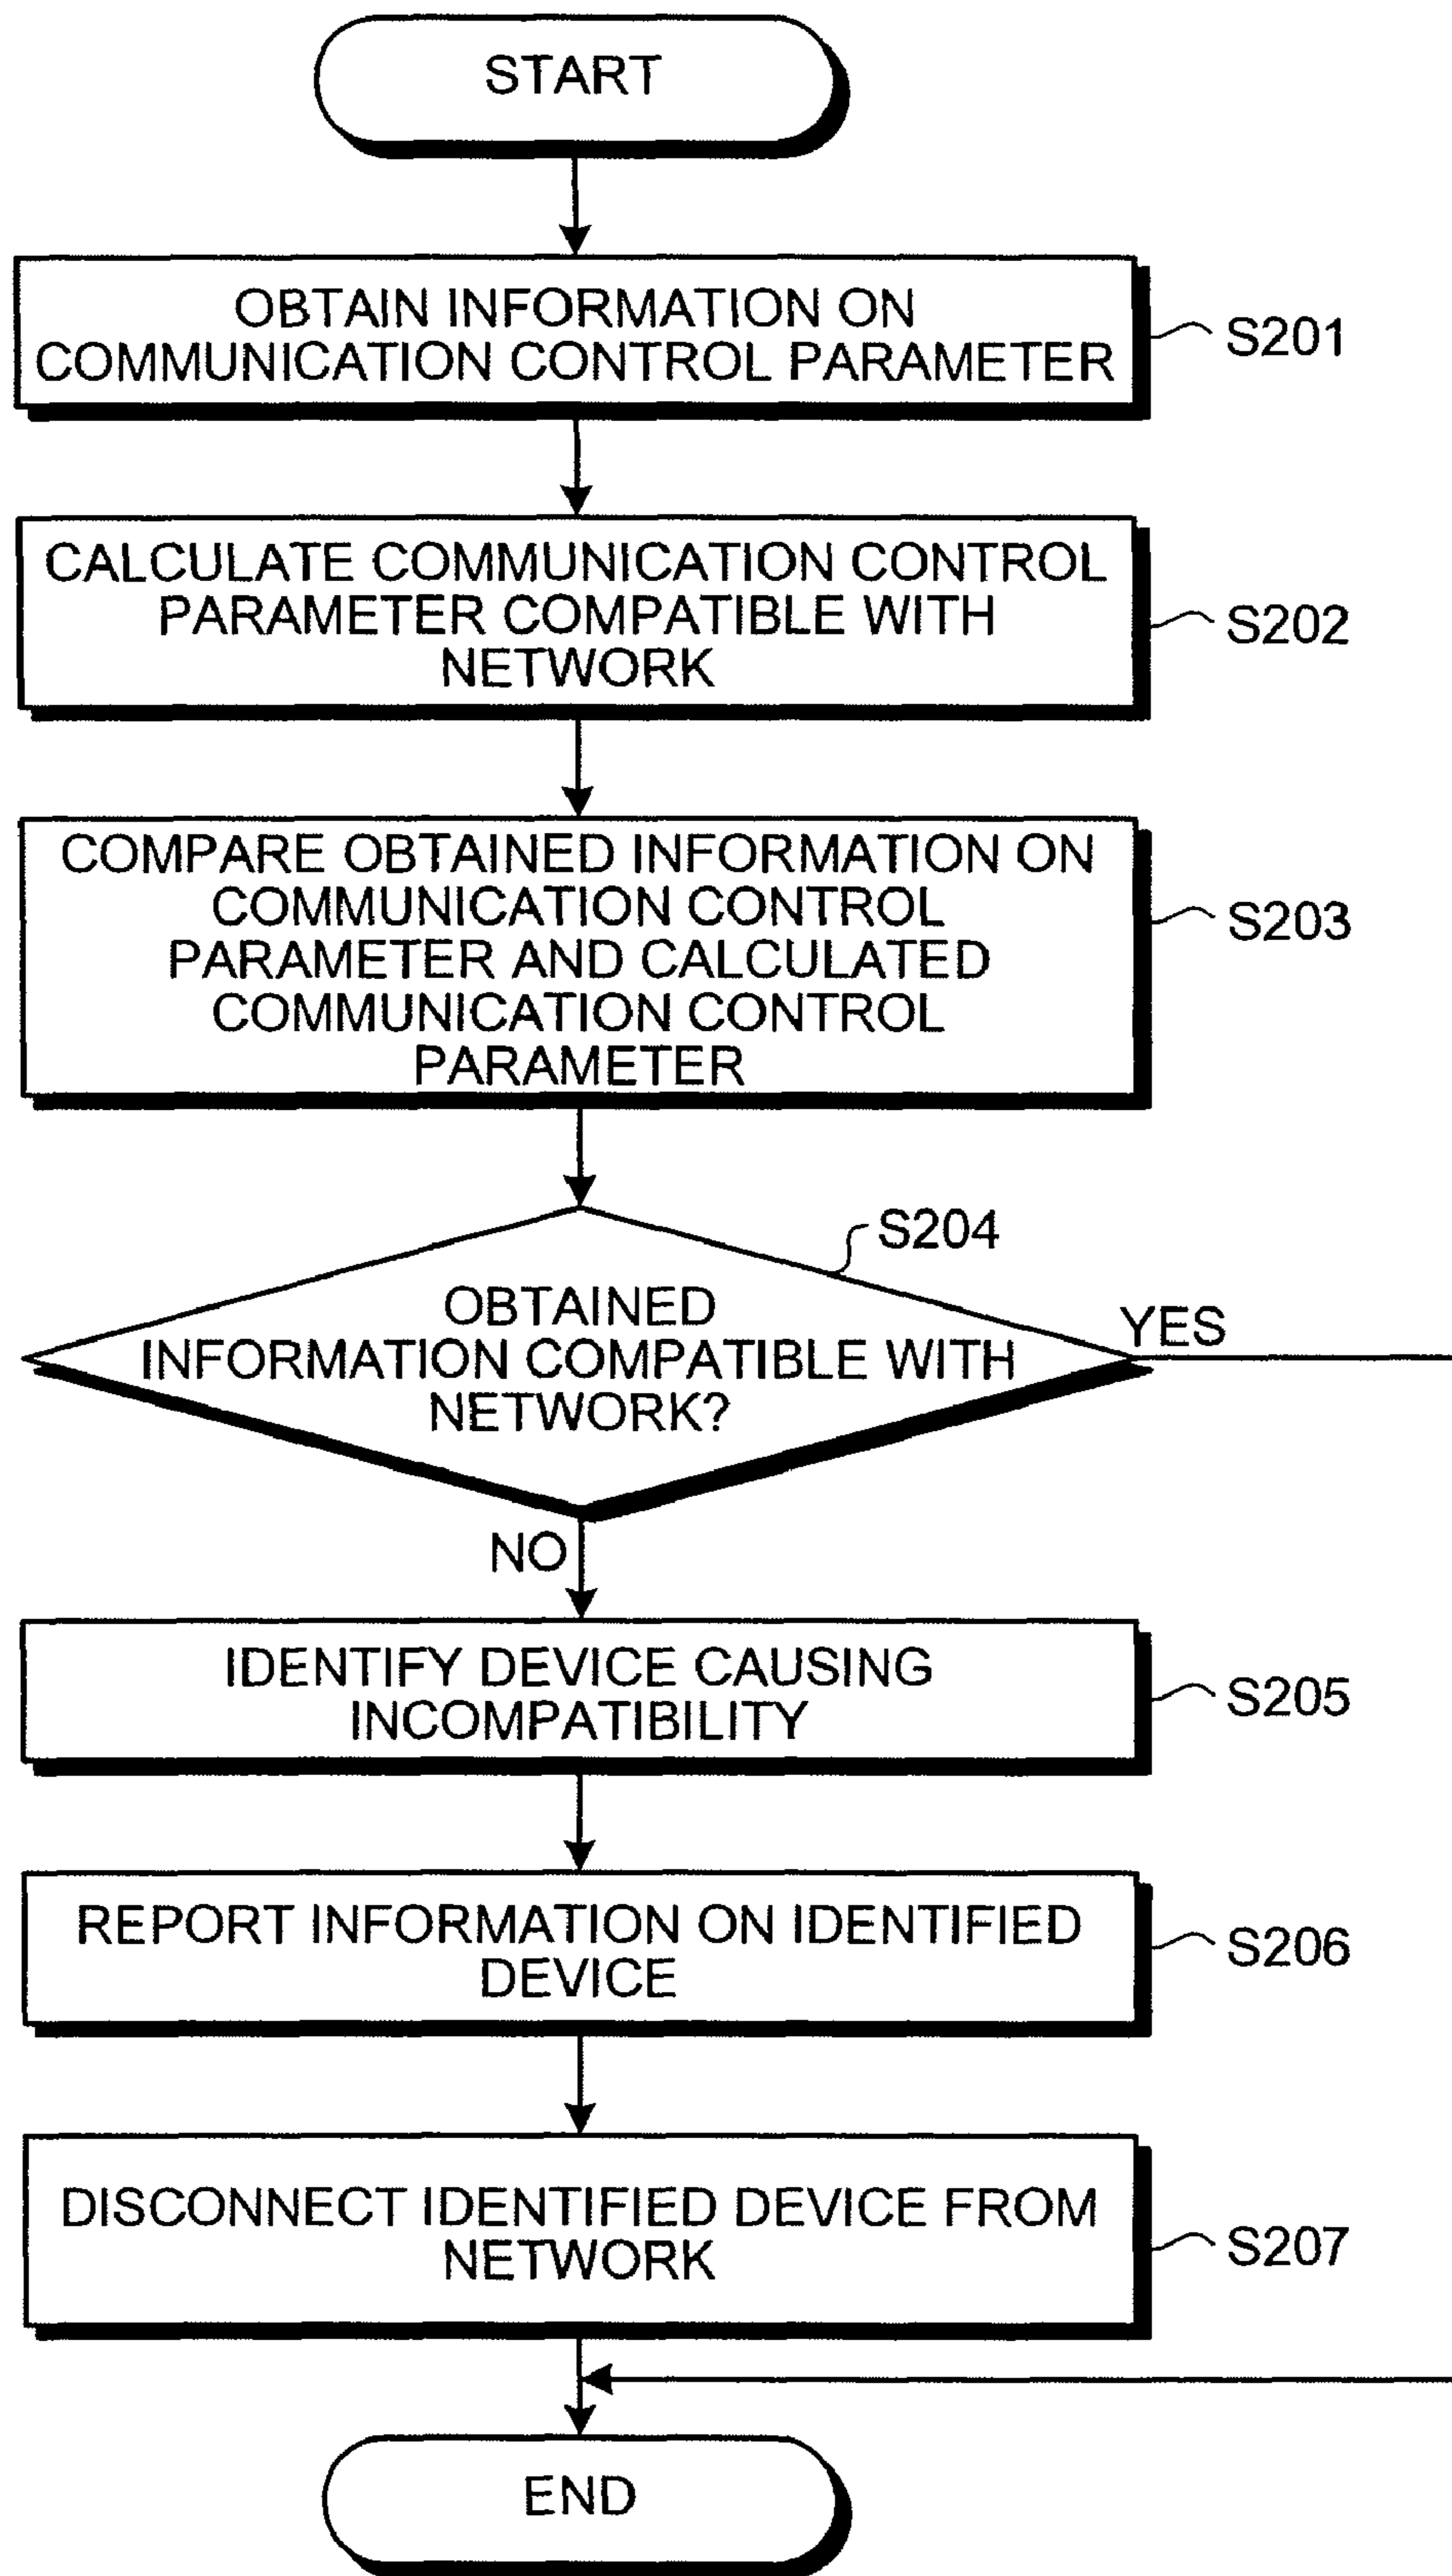 START
OBTAIN INFORMATION ON
COMMUNICATION CONTROL PARAMETER
S201
CALCULATE COMMUNICATION CONTROL
PARAMETER COMPATIBLE WITH
NETWORK
S202
COMPARE OBTAINED INFORMATION ON
COMMUNICATION CONTROL
PARAMETER AND CALCULATED
COMMUNICATION CONTROL
PARAMETER
S203
S204
OBTAINED
INFORMATION COMPATIBLE WITH
NETWORK?
YES
NO
IDENTIFY DEVICE CAUSING
INCOMPATIBILITY
S205
REPORT INFORMATION ON IDENTIFIED
DEVICE
S206
DISCONNECT IDENTIFIED DEVICE FROM
NETWORK
S207
END